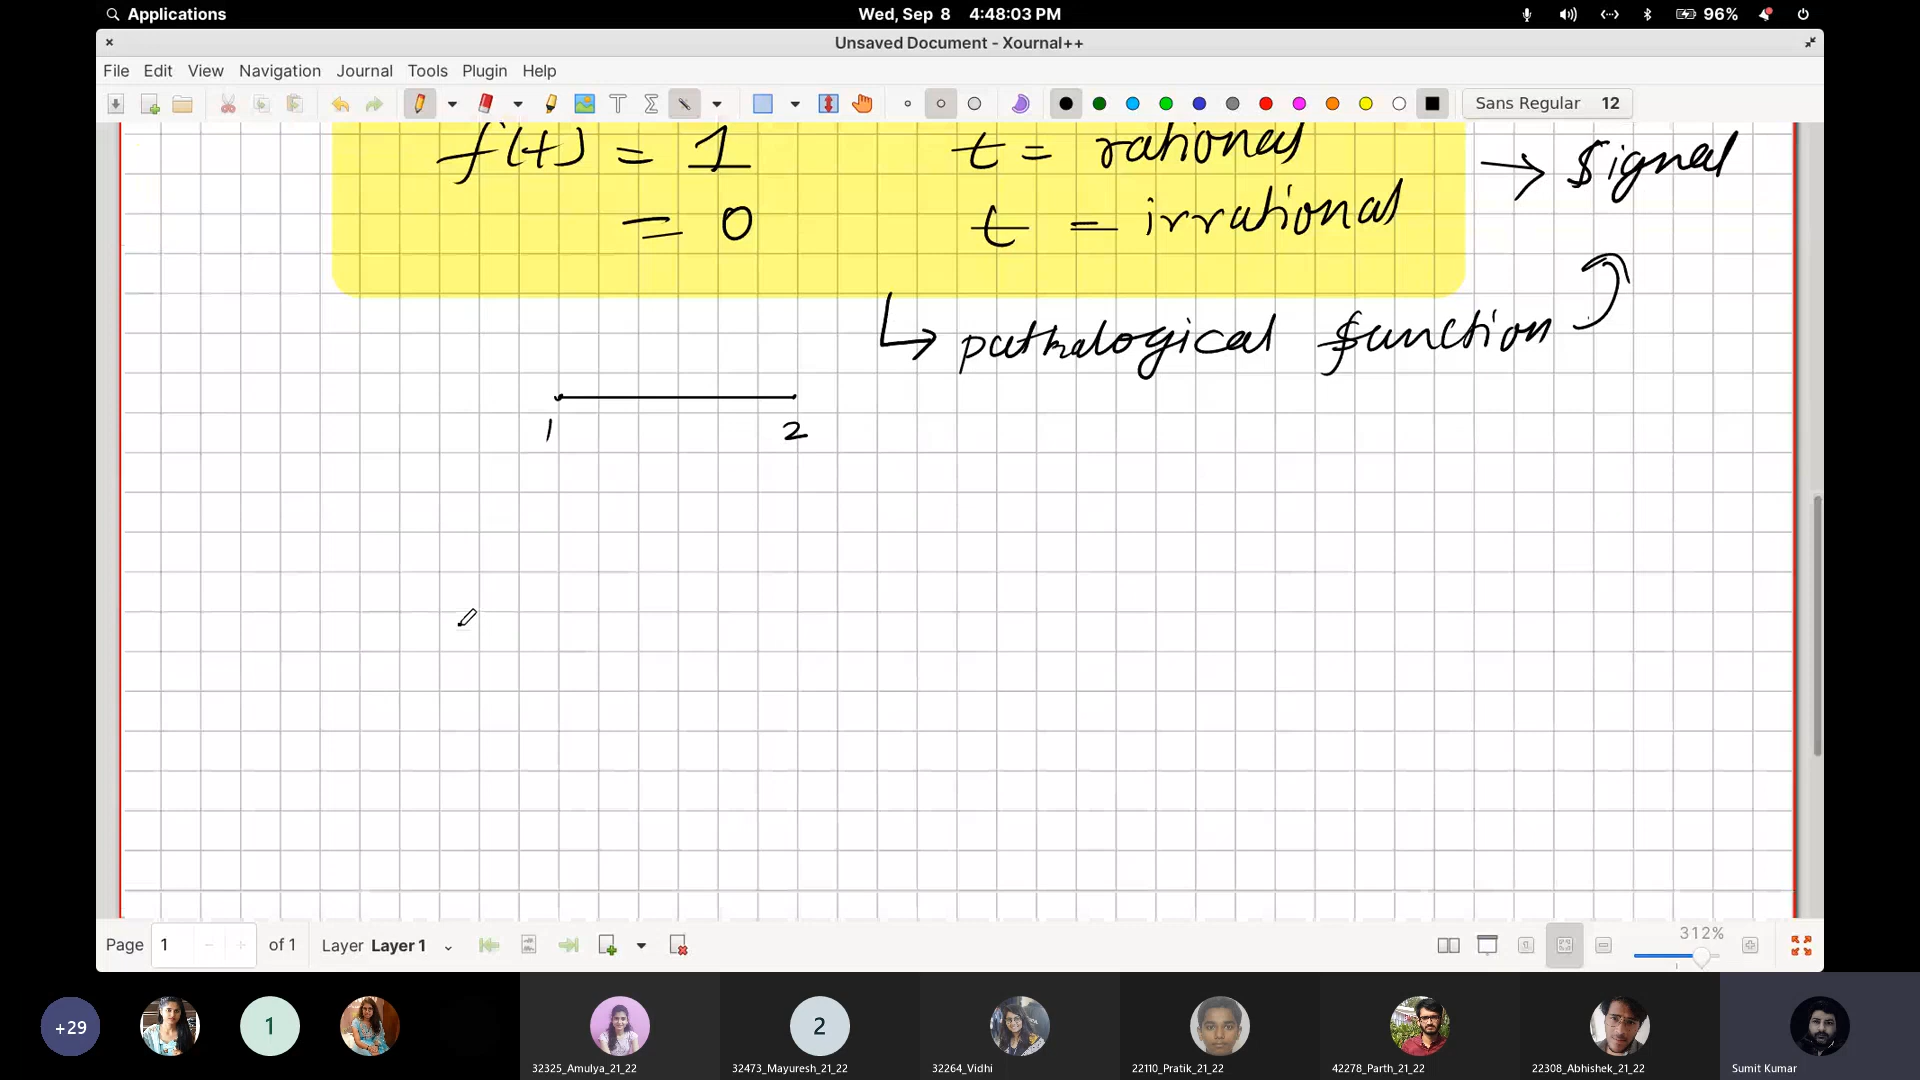 Applications
Wed, Sep 8 4:48:03 PM
96%
Unsaved Document - Xournal++
File Edit View Navigation Journal Tools Plugin Help
Sans Regular 12
f(t) = 1 t = rational
→ Signal
= 0 t = irrational
↳ pathalogical function
1 2
Page 1 of 1 Layer Layer 1
312%
+29
1
2
32325_Amulya_21_22
32473_Mayuresh_21_22
32264_Vidhi
22110_Pratik_21_22
42278_Parth_21_22
22308_Abhishek_21_22
Sumit Kumar